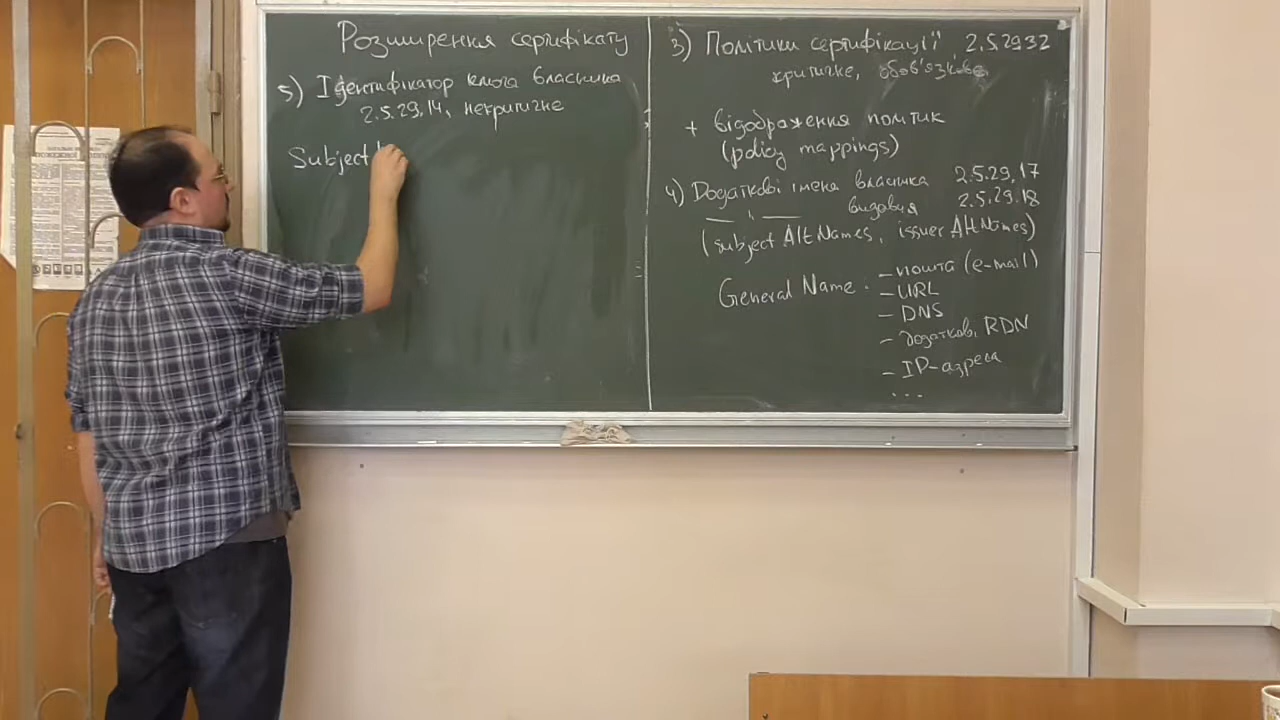 Розширення сертифікату
5) Ідентифікатор ключа власника
2.5.29.14, некритичне
Subject
3) Політики сертифікації 2.5.29.32
критичне, обов'язкове
+ відображення політик
(policy mappings)
4) Додаткові імена власника 2.5.29.17
видавця 2.5.29.18
(subject Alt Names, issuer Alt Names)
General Name:
– пошта (e-mail)
– URL
– DNS
– додаткові RDN
– IP-адреса
...